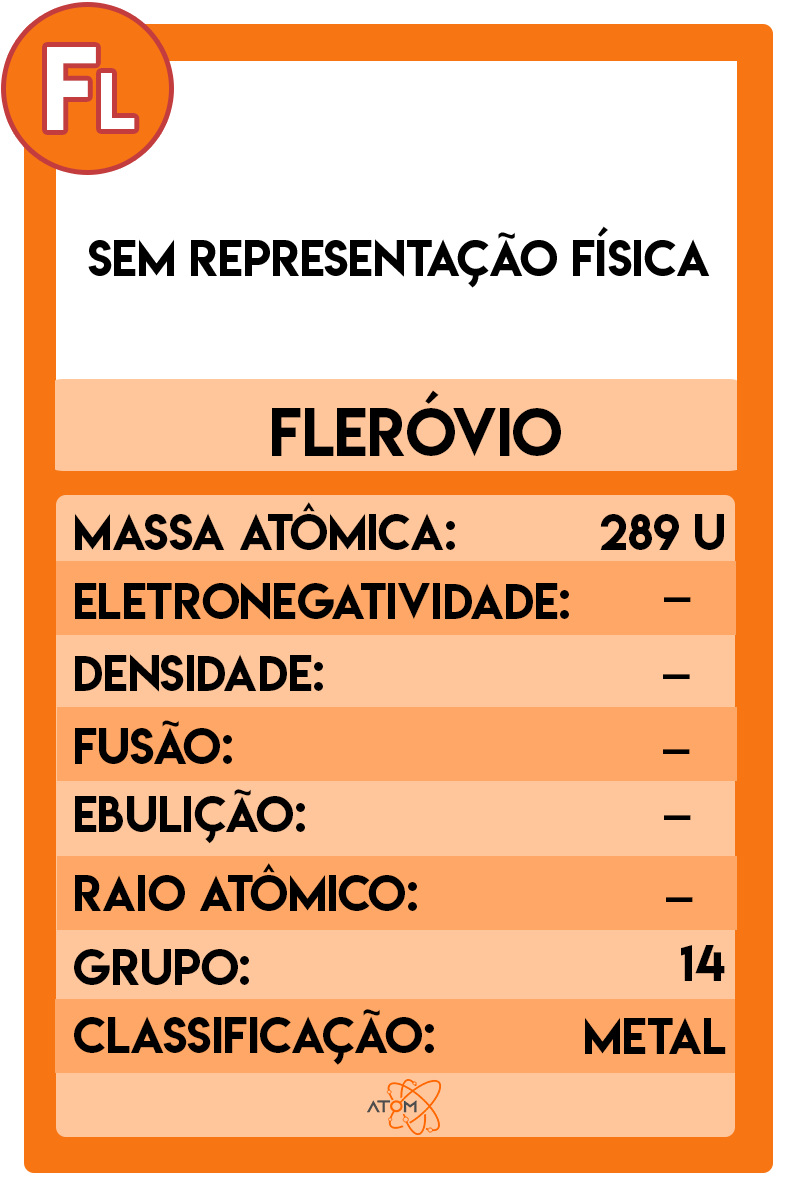 FL
SEM REPRESENTAÇÃO FÍSICA
FLERÓVIO
MASSA ATÔMICA: 289 U
ELETRONEGATIVIDADE: –
DENSIDADE: –
FUSÃO: –
EBULIÇÃO: –
RAIO ATÔMICO: –
GRUPO: 14
CLASSIFICAÇÃO: METAL
ATOM